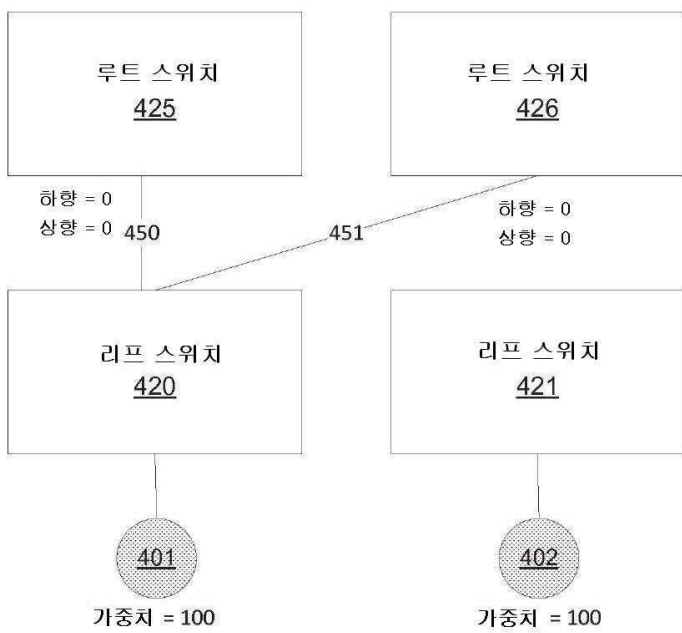 루트 스위치
425
루트 스위치
426
하향 = 0
상향 = 0
450
451
하향 = 0
상향 = 0
리프 스위치
420
리프 스위치
421
401
402
가중치 = 100
가중치 = 100